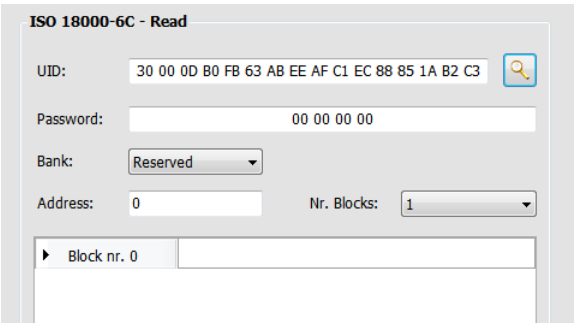 ISO 18000-6C - Read
UID: 30 00 0D B0 FB 63 AB EE AF C1 EC 88 85 1A B2 C3
Password: 00 00 00 00
Bank: Reserved
Address: 0 Nr. Blocks: 1
Block nr. 0